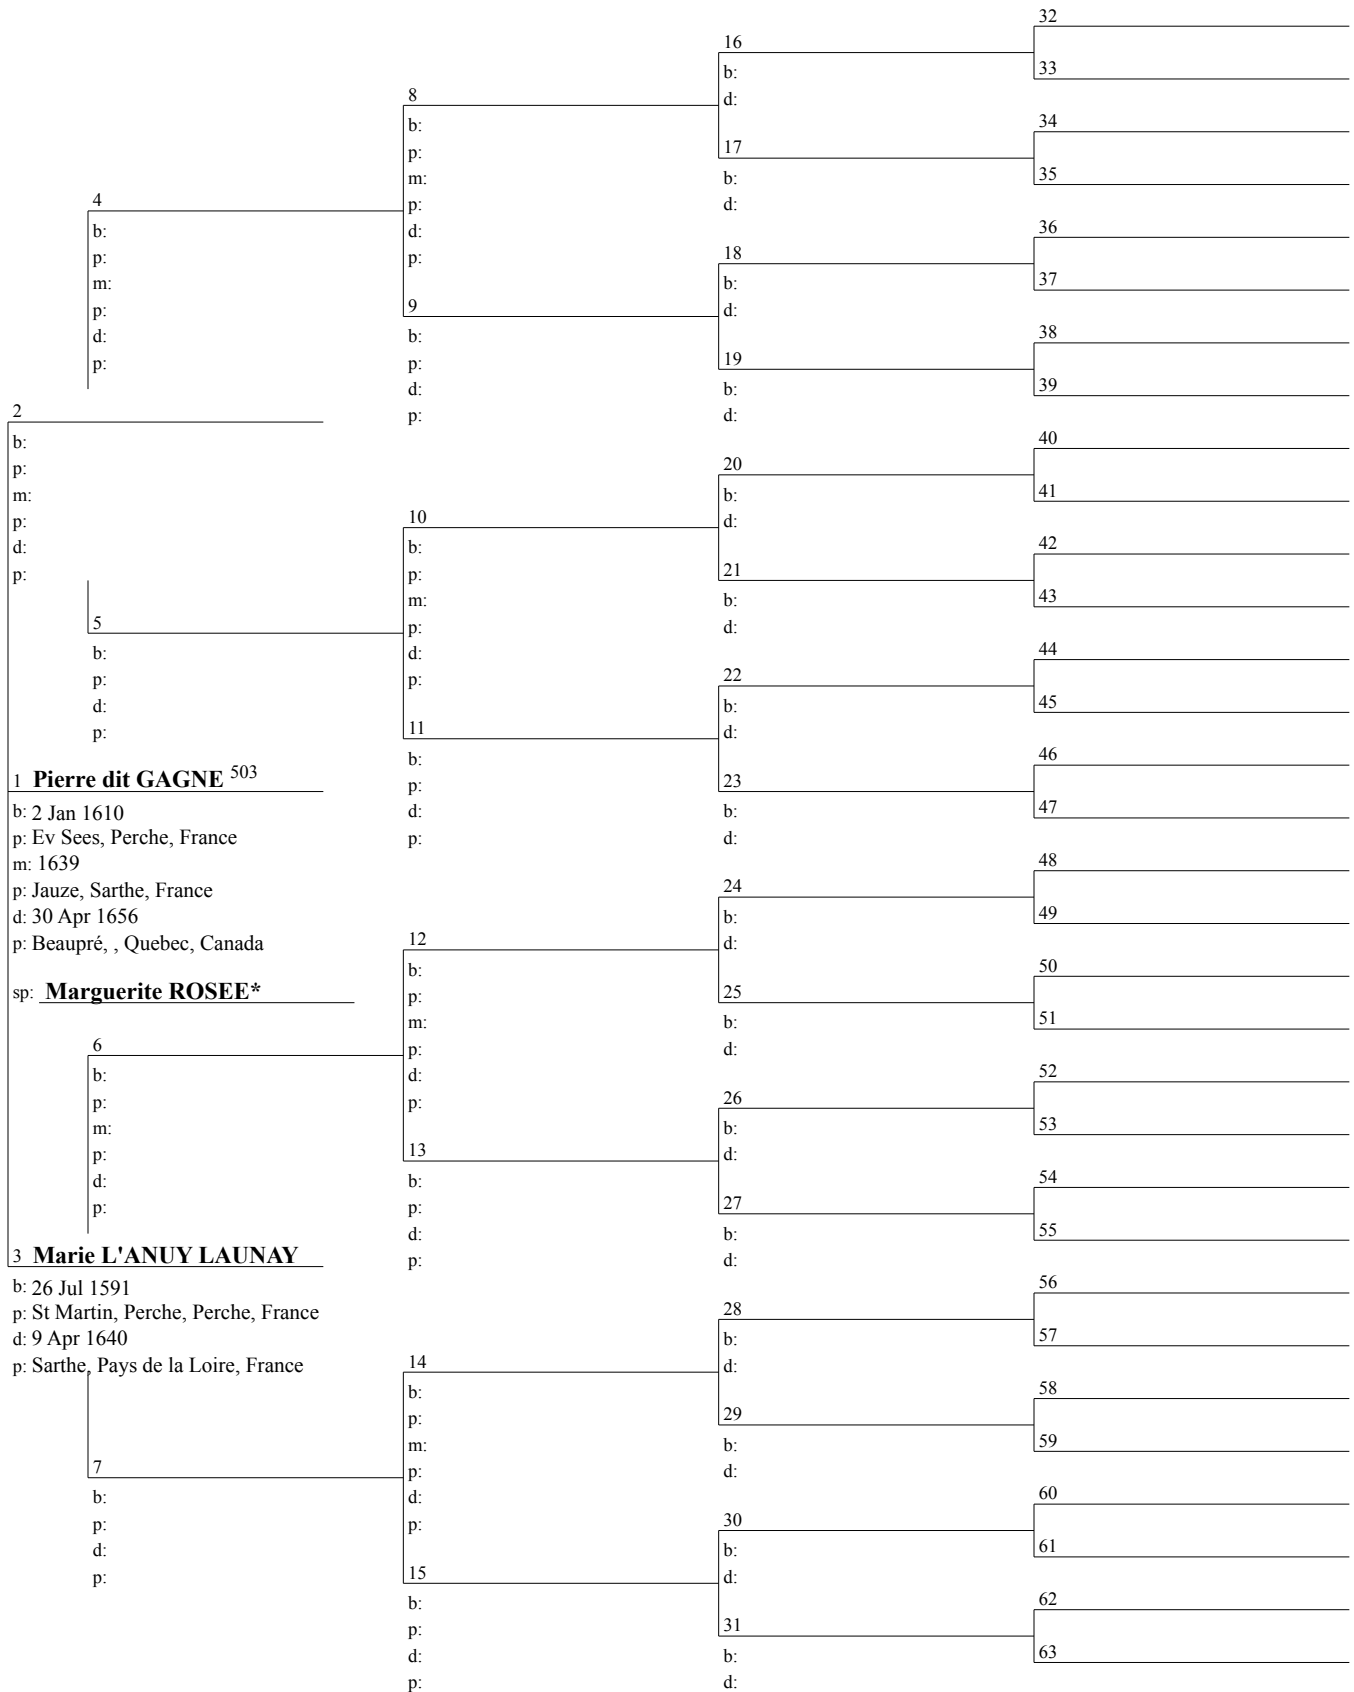 32
16
b:
33
8
d:
b:
34
p:
17
35
m:
b:
4
p:
d:
b:
d:
36
p:
p:
18
37
m:
b:
p:
9
d:
d:
b:
38
p:
p:
19
39
d:
b:
2
p:
d:
b:
40
p:
20
41
m:
b:
p:
10
d:
d:
b:
42
p:
p:
21
43
m:
b:
5
p:
d:
b:
d:
44
p:
p:
22
45
d:
b:
p:
11
d:
b:
46
1 Pierre dit GAGNE 503
p:
23
47
b: 2 Jan 1610
d:
b:
p: Ev Sees, Perche, France
p:
d:
m: 1639
48
p: Jauze, Sarthe, France
24
49
d: 30 Apr 1656
b:
p: Beaupré, , Quebec, Canada
12
d:
b:
50
sp: Marguerite ROSEE*
p:
25
51
m:
b:
6
p:
d:
b:
d:
52
p:
p:
26
53
m:
b:
p:
13
d:
d:
b:
54
p:
p:
27
55
d:
b:
3 Marie L'ANUY LAUNAY
p:
d:
b: 26 Jul 1591
56
p: St Martin, Perche, Perche, France
28
57
d: 9 Apr 1640
b:
p: Sarthe, Pays de la Loire, France
14
d:
b:
58
p:
29
59
m:
b:
7
p:
d:
b:
d:
60
p:
p:
30
61
d:
b:
p:
15
d:
b:
62
p:
31
63
d:
b:
p:
d: